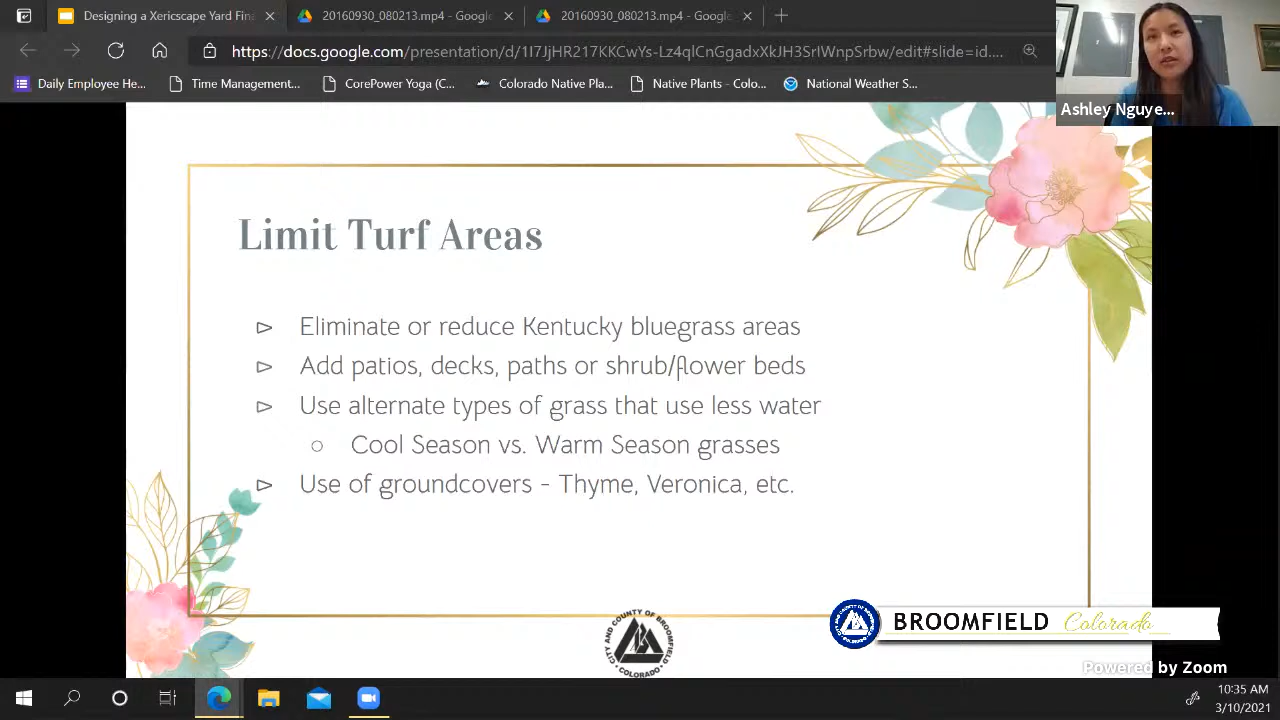 Designing a Xericscape Yard Fin
20160930_080213.mp4 - Google
20160930_080213.mp4 - Google
https://docs.google.com/presentation/d/1I7JjHR217KKCwYs-Lz4qlCnGgadxXkJH3SrIWnpSrbw/edit#slide=id....
Daily Employee He...
Time Management...
CorePower Yoga (C...
Colorado Native Pla...
Native Plants - Colo...
National Weather S...
Ashley Nguye...
Limit Turf Areas
Eliminate or reduce Kentucky bluegrass areas
Add patios, decks, paths or shrub/flower beds
Use alternate types of grass that use less water
Cool Season vs. Warm Season grasses
Use of groundcovers - Thyme, Veronica, etc.
CITY AND COUNTY OF BROOMFIELD
COLORADO
BROOMFIELD Colorado
Powered by Zoom
10:35 AM
3/10/2021